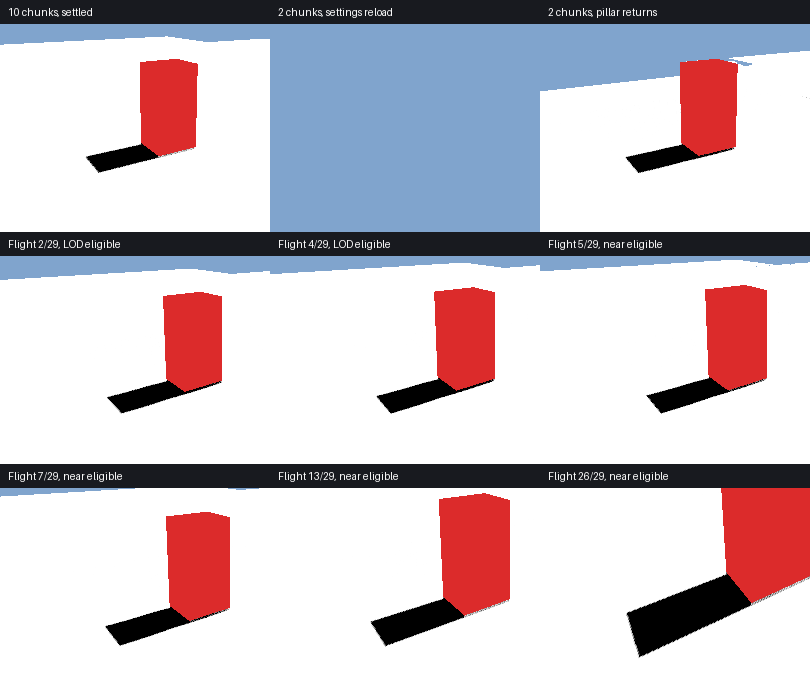 10 chunks, settled
2 chunks, settings reload
2 chunks, pillar returns
Flight 2/29, LOD eligible
Flight 4/29, LOD eligible
Flight 5/29, near eligible
Flight 7/29, near eligible
Flight 13/29, near eligible
Flight 26/29, near eligible